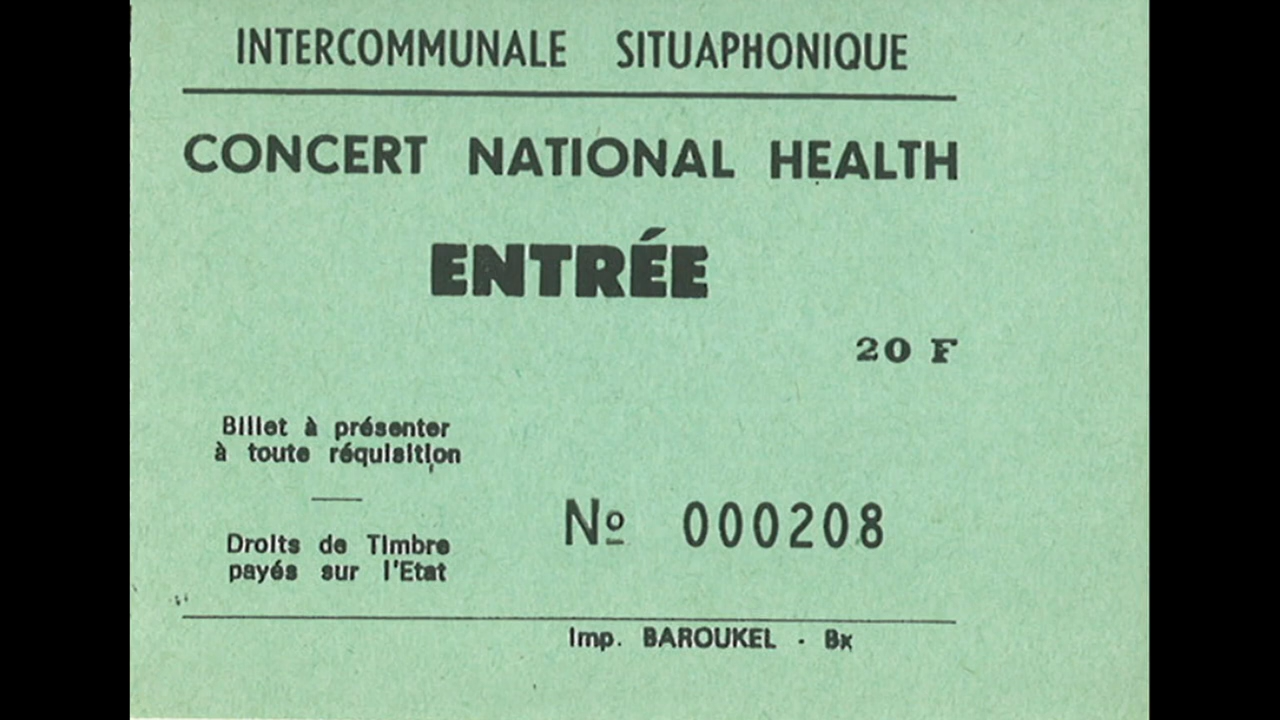 INTERCOMMUNALE SITUAPHONIQUE
CONCERT NATIONAL HEALTH
ENTRÉE
20 F
Billet à présenter
à toute réquisition
Droits de Timbre
payés sur l'Etat
Nº 000208
Imp. BAROUKEL - Bx